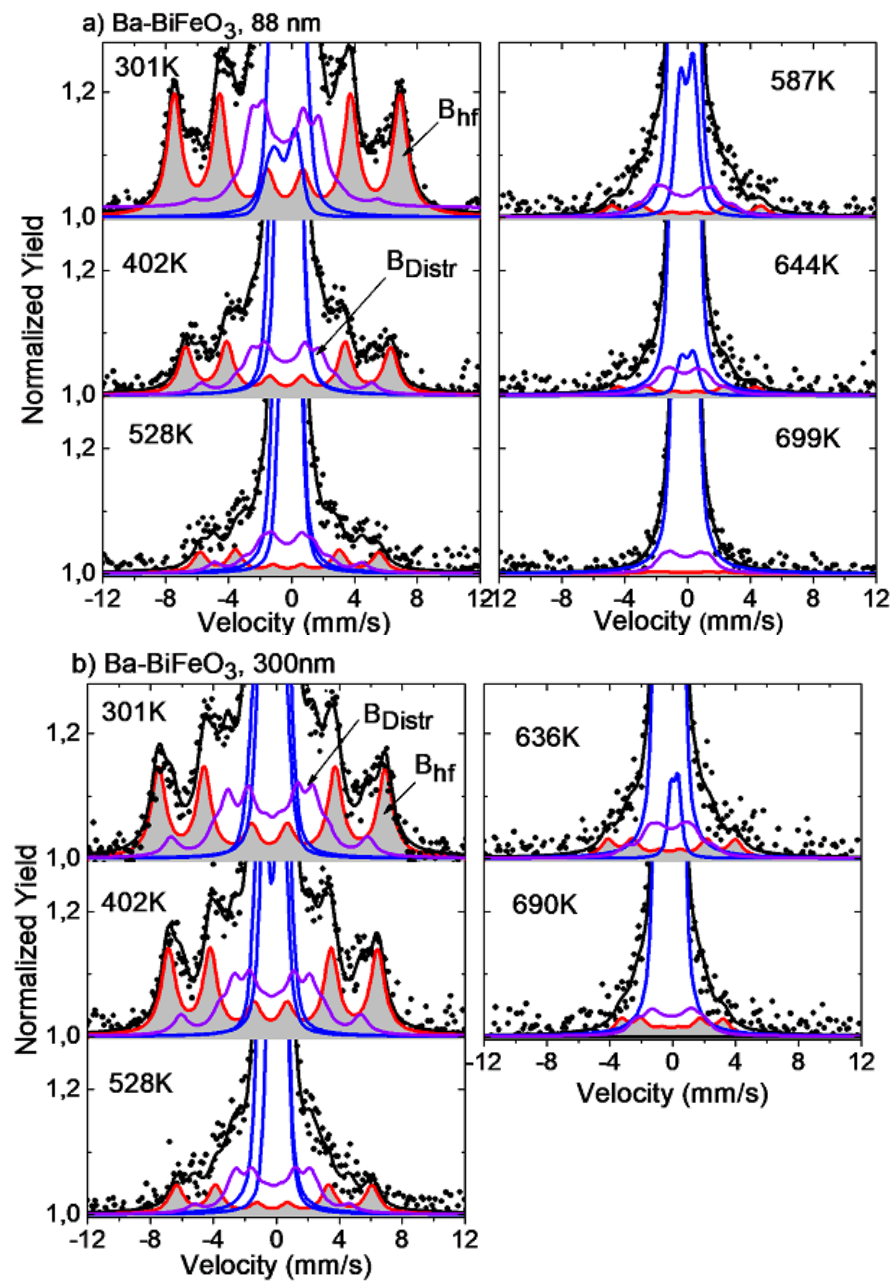 a) Ba-BiFeO3, 88 nm
301K
1,2
Bhf
1,0
402K
1,2
BDistr
1,0
528K
1,2
1,0
-12 -8 -4 0 4 8 12
Velocity (mm/s)
Normalized Yield
587K
644K
699K
-8 -4 0 4 8 12
Velocity (mm/s)
b) Ba-BiFeO3, 300nm
301K
1,2
BDistr
Bhf
1,0
402K
1,2
1,0
528K
1,2
1,0
-12 -8 -4 0 4 8 12
Velocity (mm/s)
Normalized Yield
636K
690K
-12 -8 -4 0 4 8 12
Velocity (mm/s)